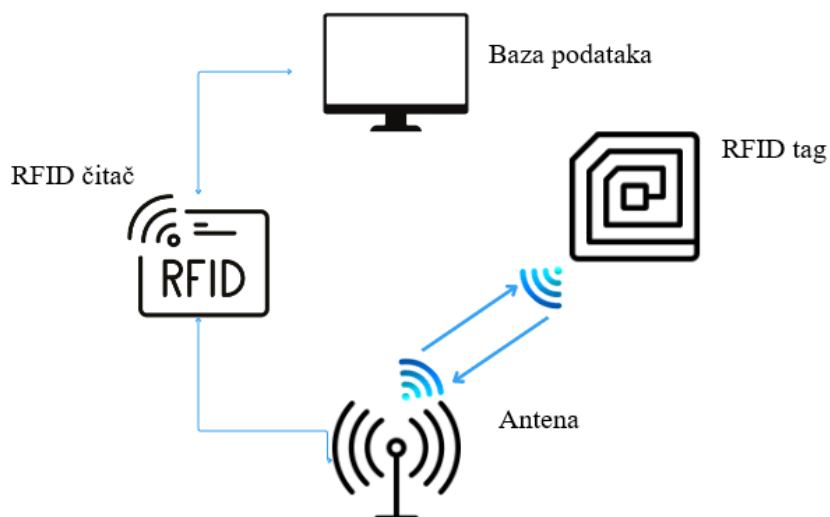 Baza podataka
RFID tag
RFID čitač
RFID
Antena